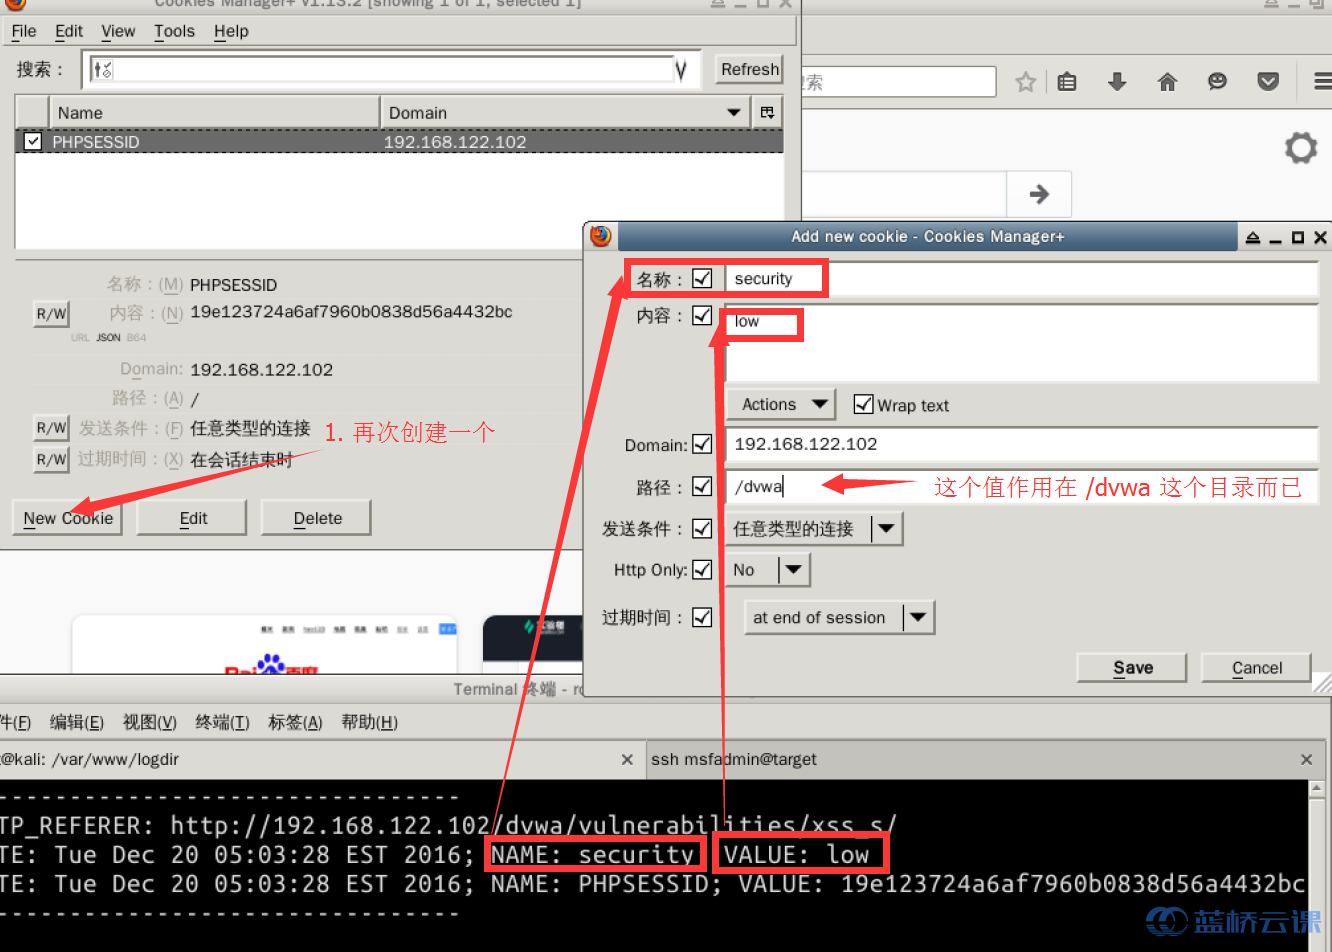 Cookies Manager+ v1.13.2 [showing 1 of 1, selected 1]
File Edit View Tools Help
搜索：
Refresh
索
Name Domain
PHPSESSID 192.168.122.102
名称：(M) PHPSESSID
R/W 内容：(N) 19e123724a6af7960b0838d56a4432bc
URL JSON B64
Domain: 192.168.122.102
路径：(A) /
R/W 发送条件：(F) 任意类型的连接
R/W 过期时间：(X) 在会话结束时
1. 再次创建一个
New Cookie Edit Delete
Add new cookie - Cookies Manager+
名称： security
内容： low
Actions Wrap text
Domain: 192.168.122.102
路径： /dvwa
这个值作用在 /dvwa 这个目录而已
发送条件： 任意类型的连接
Http Only: No
过期时间： at end of session
Save Cancel
Terminal 终端 - ro
件(F) 编辑(E) 视图(V) 终端(T) 标签(A) 帮助(H)
t@kali: /var/www/logdir
ssh msfadmin@target
--------------------------------
TP_REFERER: http://192.168.122.102/dvwa/vulnerabilities/xss_s/
TE: Tue Dec 20 05:03:28 EST 2016; NAME: security VALUE: low
TE: Tue Dec 20 05:03:28 EST 2016; NAME: PHPSESSID; VALUE: 19e123724a6af7960b0838d56a4432bc
--------------------------------
蓝桥云课